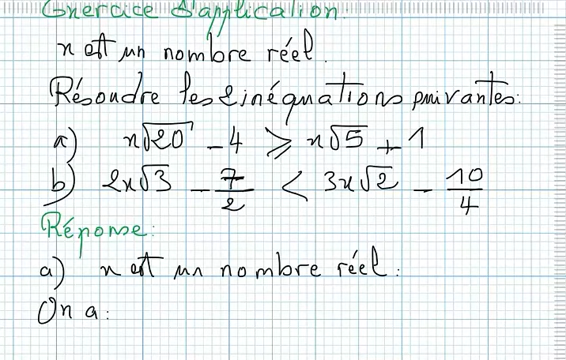 Exercice d'application:
x est un nombre réel.
Résoudre les inéquations suivantes:
a) x√20 - 4 ⩾ x√5 + 1
b) 2x√3 - 7/2 < 3x√2 - 10/4
Réponse:
a) x est un nombre réel:
On a: